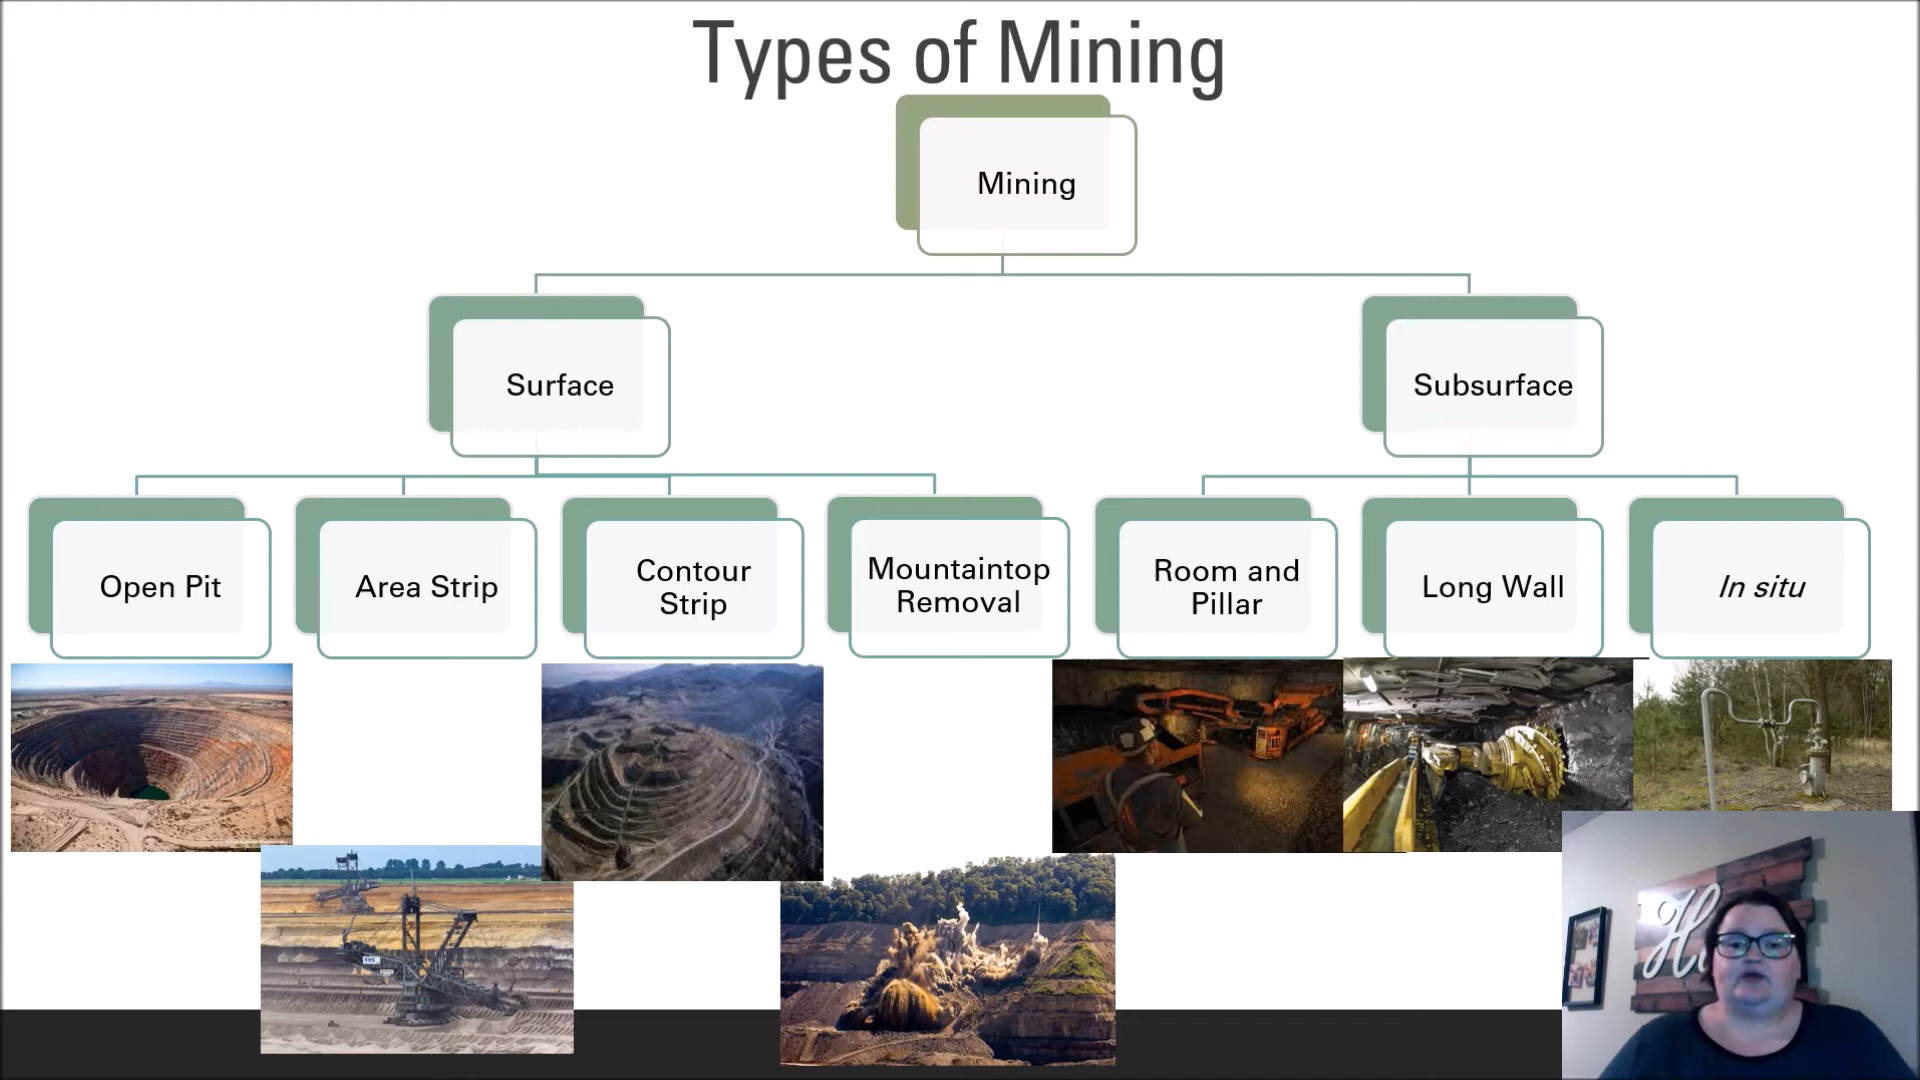 Types of Mining
Mining
Surface
Subsurface
Open Pit
Area Strip
Contour
Strip
Mountaintop
Removal
Room and
Pillar
Long Wall
In situ